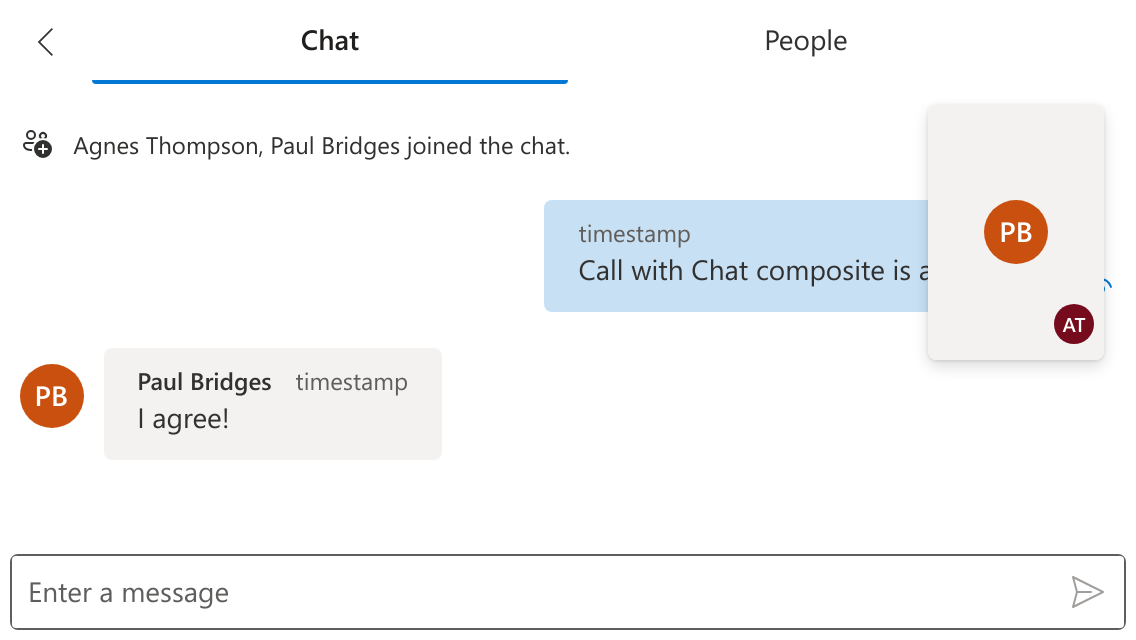 Chat
People
Agnes Thompson, Paul Bridges joined the chat.
timestamp
Call with Chat composite is
PB
AT
PB
Paul Bridges timestamp
I agree!
Enter a message